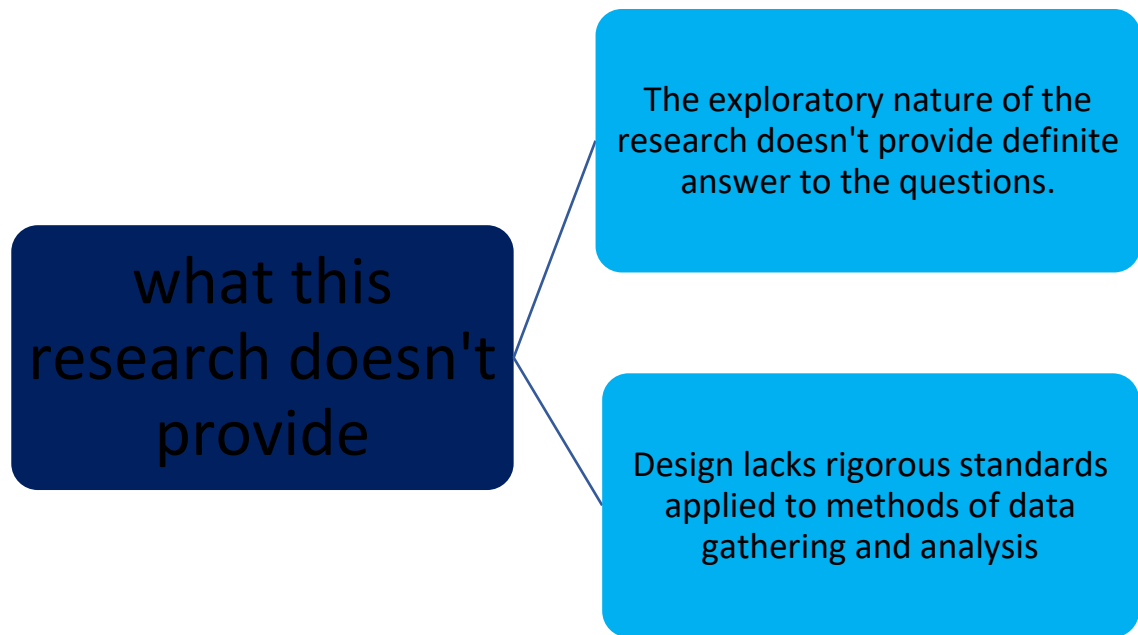 what this
research doesn't
provide
The exploratory nature of the
research doesn't provide definite
answer to the questions.
Design lacks rigorous standards
applied to methods of data
gathering and analysis